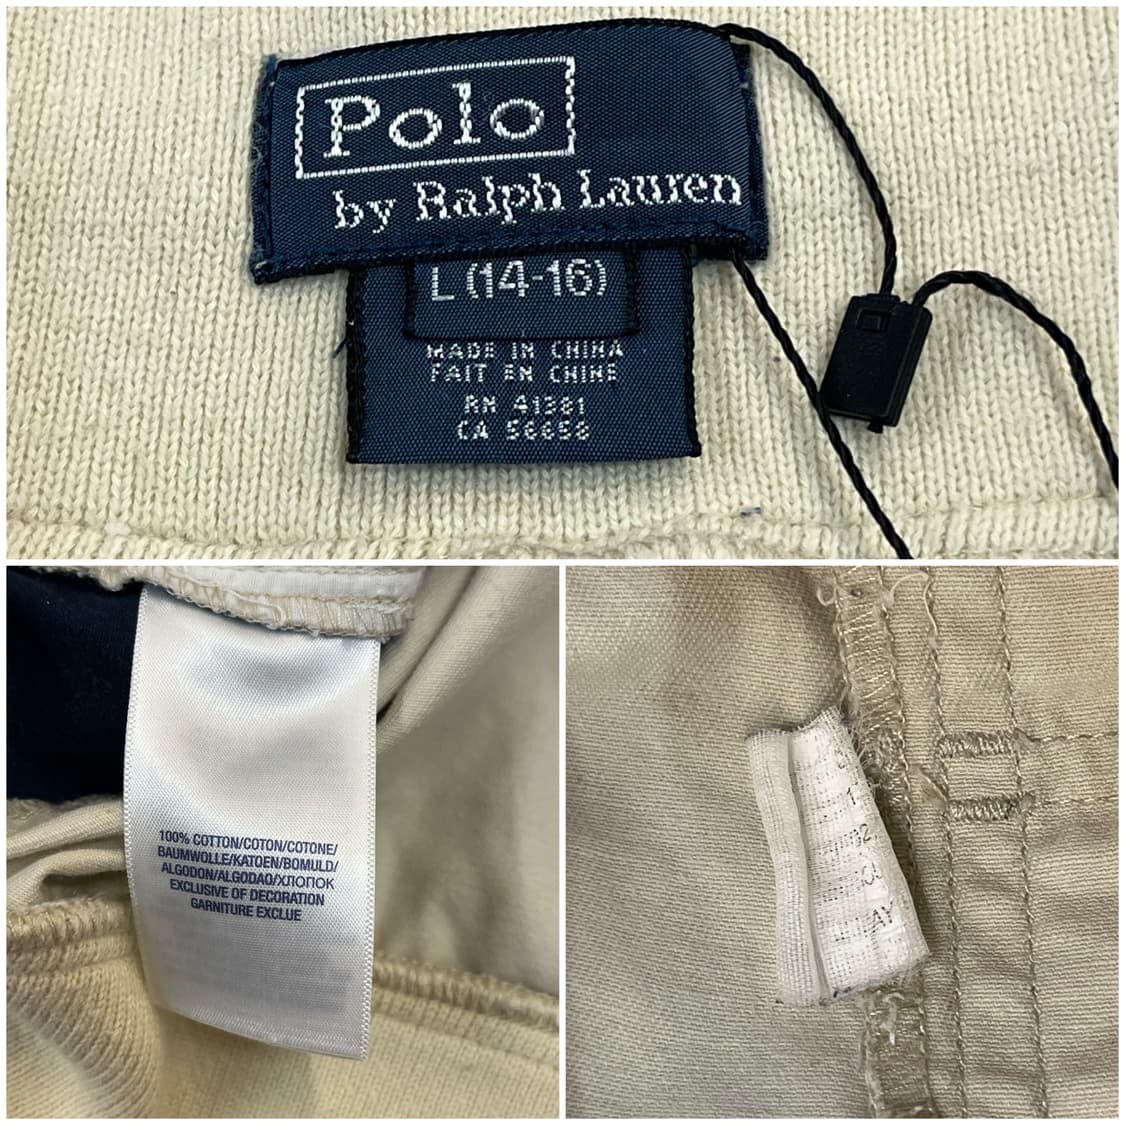 Polo
by Ralph Lauren
L (14-16)
MADE IN CHINA
FAIT EN CHINE
RN 41381
CA 56658
100% COTTON/COTON/COTONE/
BAUMWOLLE/KATOEN/BOMULD/
ALGODON/ALGODAO/ХЛОПОК
EXCLUSIVE OF DECORATION
GARNITURE EXCLUE